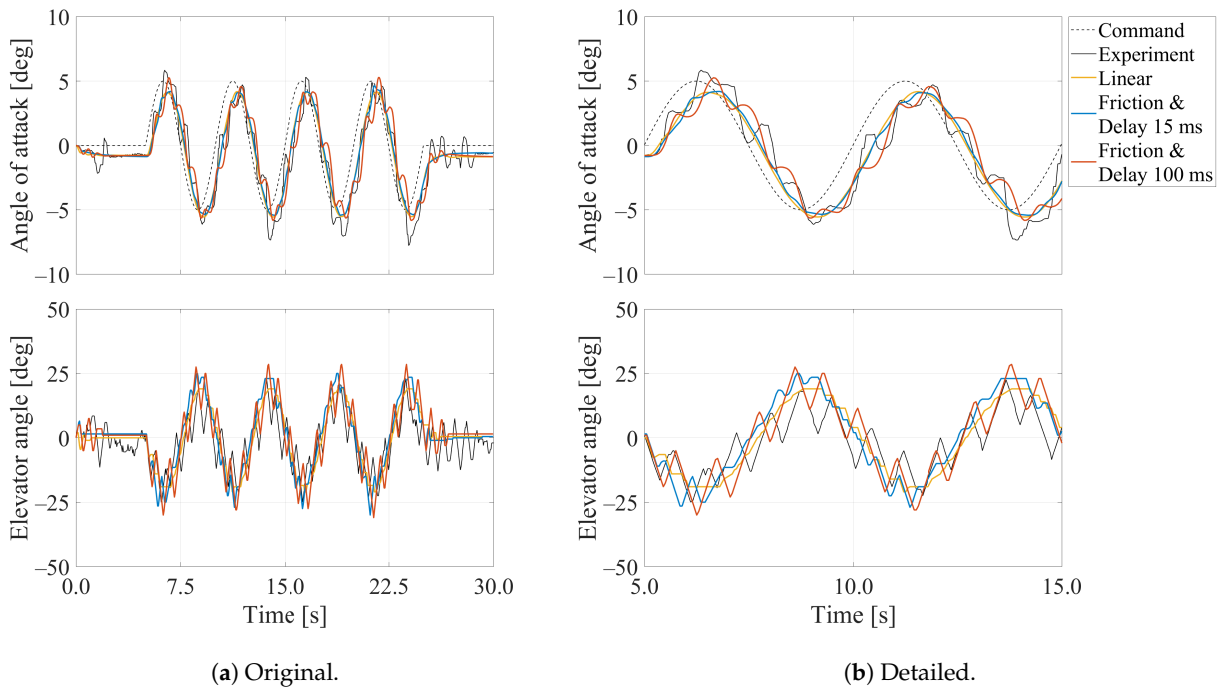 10
5
0
–5
–10
Angle of attack [deg]
50
25
0
–25
–50
Elevator angle [deg]
0.0 7.5 15.0 22.5 30.0
Time [s]
(a) Original.
10
5
0
–5
–10
Angle of attack [deg]
50
25
0
–25
–50
Elevator angle [deg]
5.0 10.0 15.0
Time [s]
(b) Detailed.
Command
Experiment
Linear
Friction &
Delay 15 ms
Friction &
Delay 100 ms